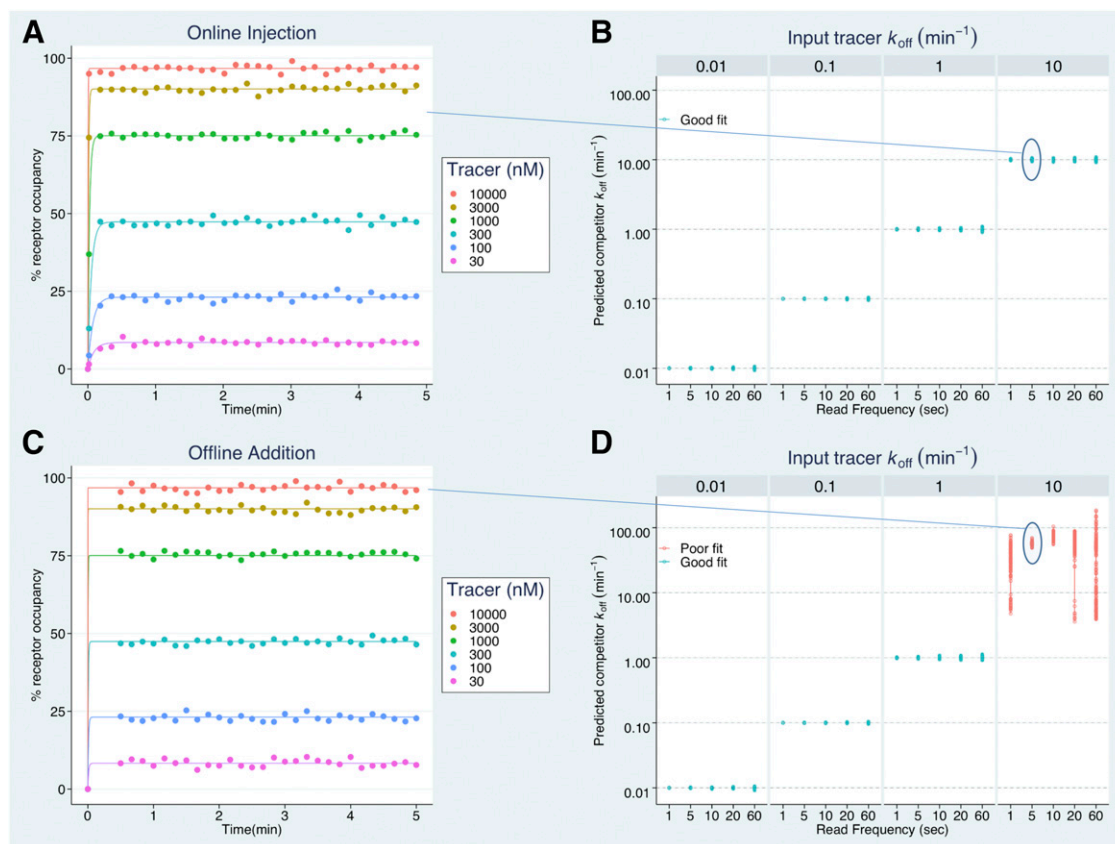 A
Online Injection
100
75
50
25
0
% receptor occupancy
0 1 2 3 4 5
Time(min)
Tracer (nM)
10000
3000
1000
300
100
30
B
Input tracer k_off (min⁻¹)
0.01 0.1 1 10
Good fit
100.00
10.00
1.00
0.10
0.01
Predicted competitor k_off (min⁻¹)
1 5 10 20 60 1 5 10 20 60 1 5 10 20 60 1 5 10 20 60
Read Frequency (sec)
C
Offline Addition
100
75
50
25
0
% receptor occupancy
0 1 2 3 4 5
Time(min)
Tracer (nM)
10000
3000
1000
300
100
30
D
Input tracer k_off (min⁻¹)
0.01 0.1 1 10
Poor fit
Good fit
100.00
10.00
1.00
0.10
0.01
Predicted competitor k_off (min⁻¹)
1 5 10 20 60 1 5 10 20 60 1 5 10 20 60 1 5 10 20 60
Read Frequency (sec)